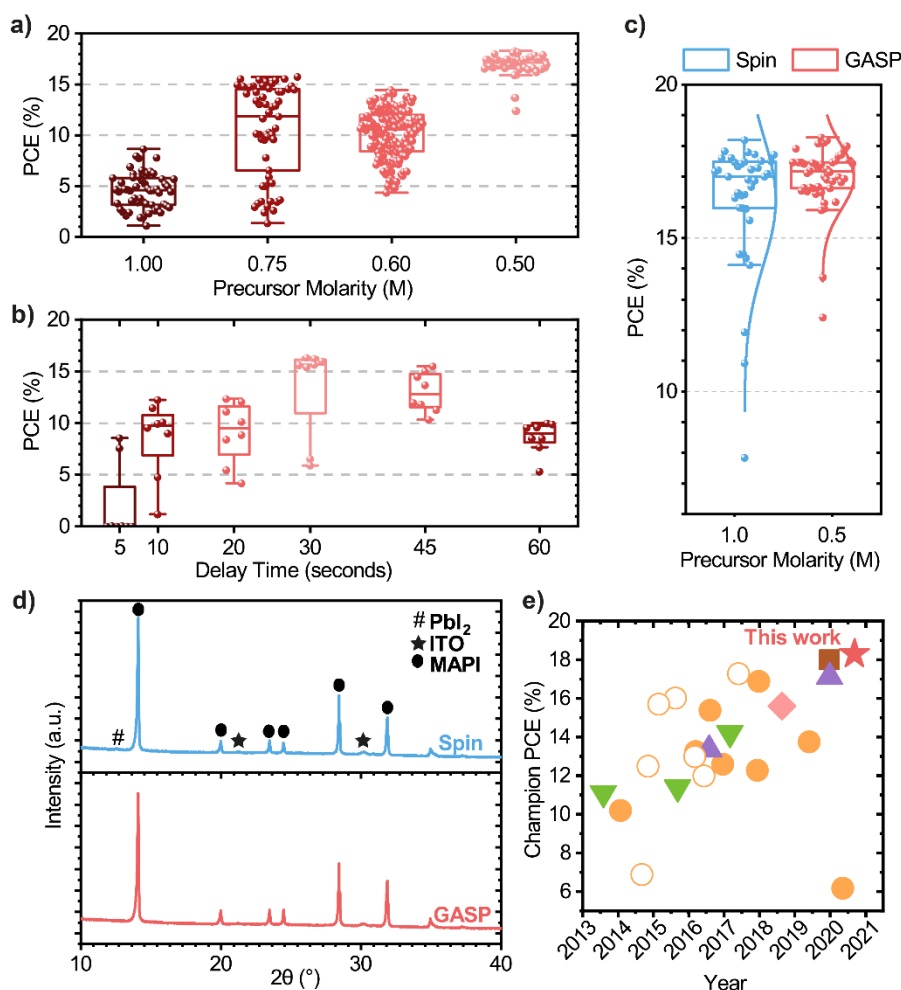 a)
PCE (%)
20
15
10
5
0
1.00 0.75 0.60 0.50
Precursor Molarity (M)
b)
PCE (%)
20
15
10
5
0
5 10 20 30 45 60
Delay Time (seconds)
c)
Spin GASP
PCE (%)
20
15
10
1.0 0.5
Precursor Molarity (M)
d)
# PbI₂
★ ITO
● MAPI
#
Spin
GASP
Intensity (a.u.)
10 20 30 40
2θ (°)
e)
This work
Champion PCE (%)
20
18
16
14
12
10
8
6
2013 2014 2015 2016 2017 2018 2019 2020 2021
Year